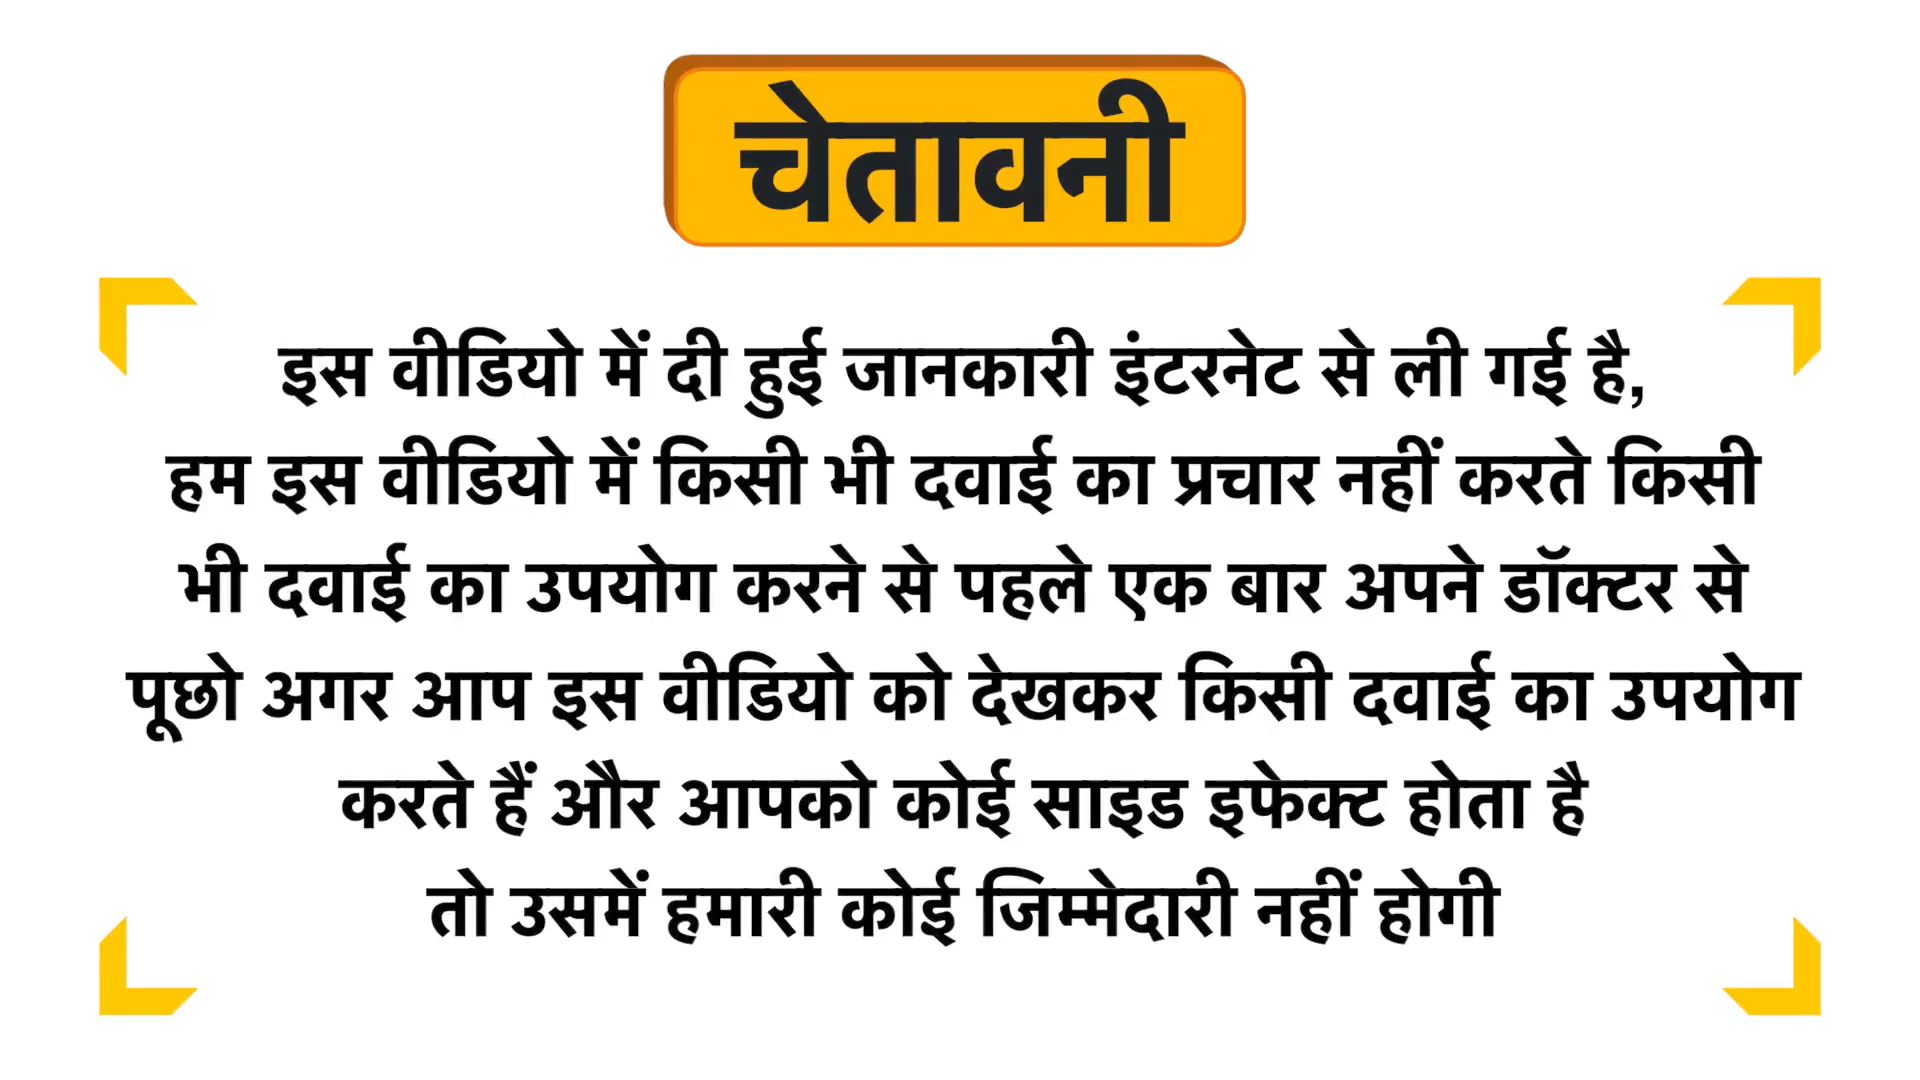 चेतावनी
इस वीडियो में दी हुई जानकारी इंटरनेट से ली गई है,
हम इस वीडियो में किसी भी दवाई का प्रचार नहीं करते किसी
भी दवाई का उपयोग करने से पहले एक बार अपने डॉक्टर से
पूछो अगर आप इस वीडियो को देखकर किसी दवाई का उपयोग
करते हैं और आपको कोई साइड इफेक्ट होता है
तो उसमें हमारी कोई जिम्मेदारी नहीं होगी